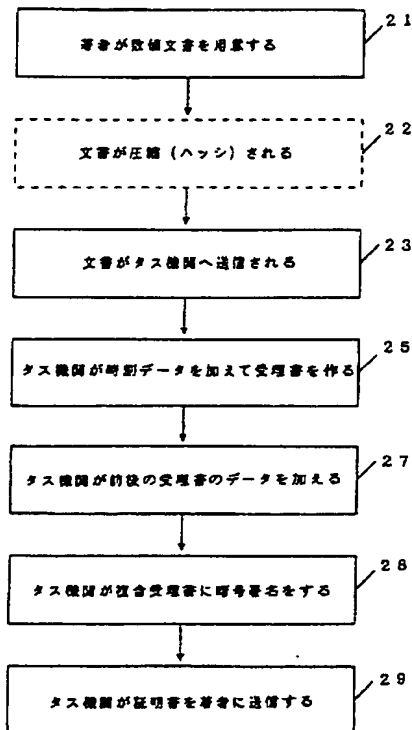 21
著者が数値文書を用意する
22
文書が圧縮（ハッシ）される
23
文書がタス機関へ送信される
25
タス機関が時刻データを加えて受理書を作る
27
タス機関が前後の受理書のデータを加える
28
タス機関が複合受理書に暗号署名をする
29
タス機関が証明書を著者に送信する